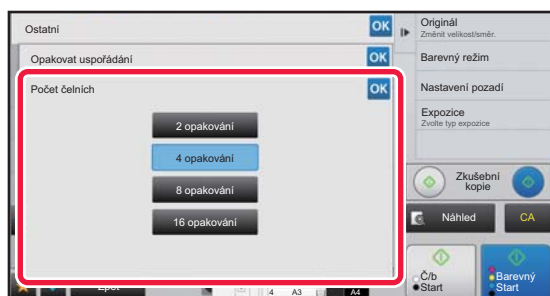 Ostatní
OK
Opakovat uspořádání
OK
Počet čelních
OK
2 opakování
4 opakování
8 opakování
16 opakování
Originál
Změnit velikost/směr.
Barevný režim
Nastavení pozadí
Expozice
Zvolte typ expozice
Zkušební
kopie
Náhled
CA
Č/b
Start
Barevný
Start
4 A3 A4